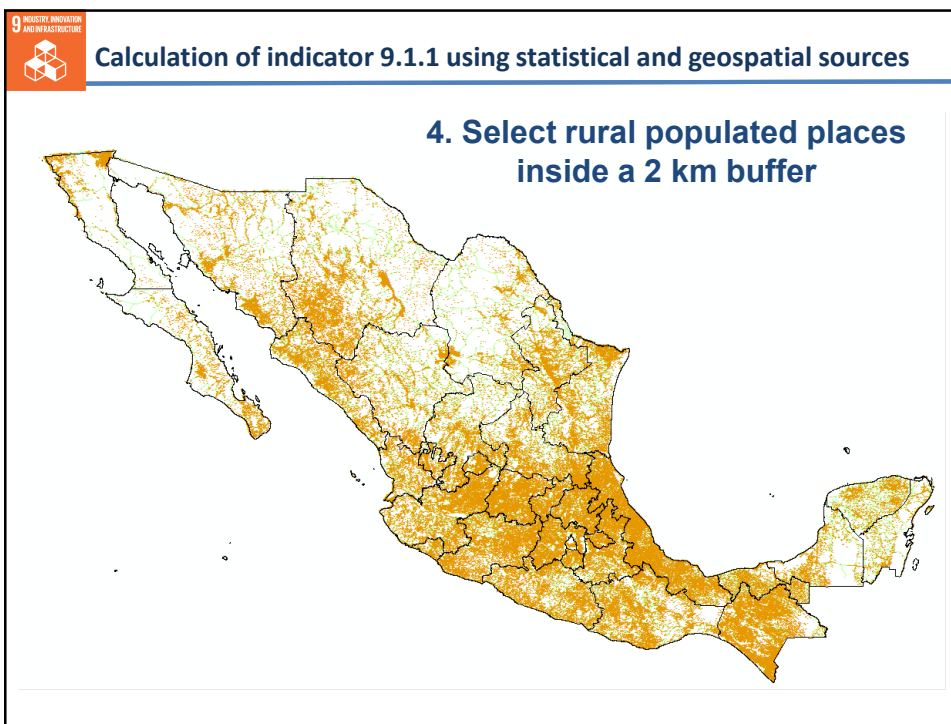 9 INDUSTRY, INNOVATION
AND INFRASTRUCTURE
Calculation of indicator 9.1.1 using statistical and geospatial sources
4. Select rural populated places
inside a 2 km buffer